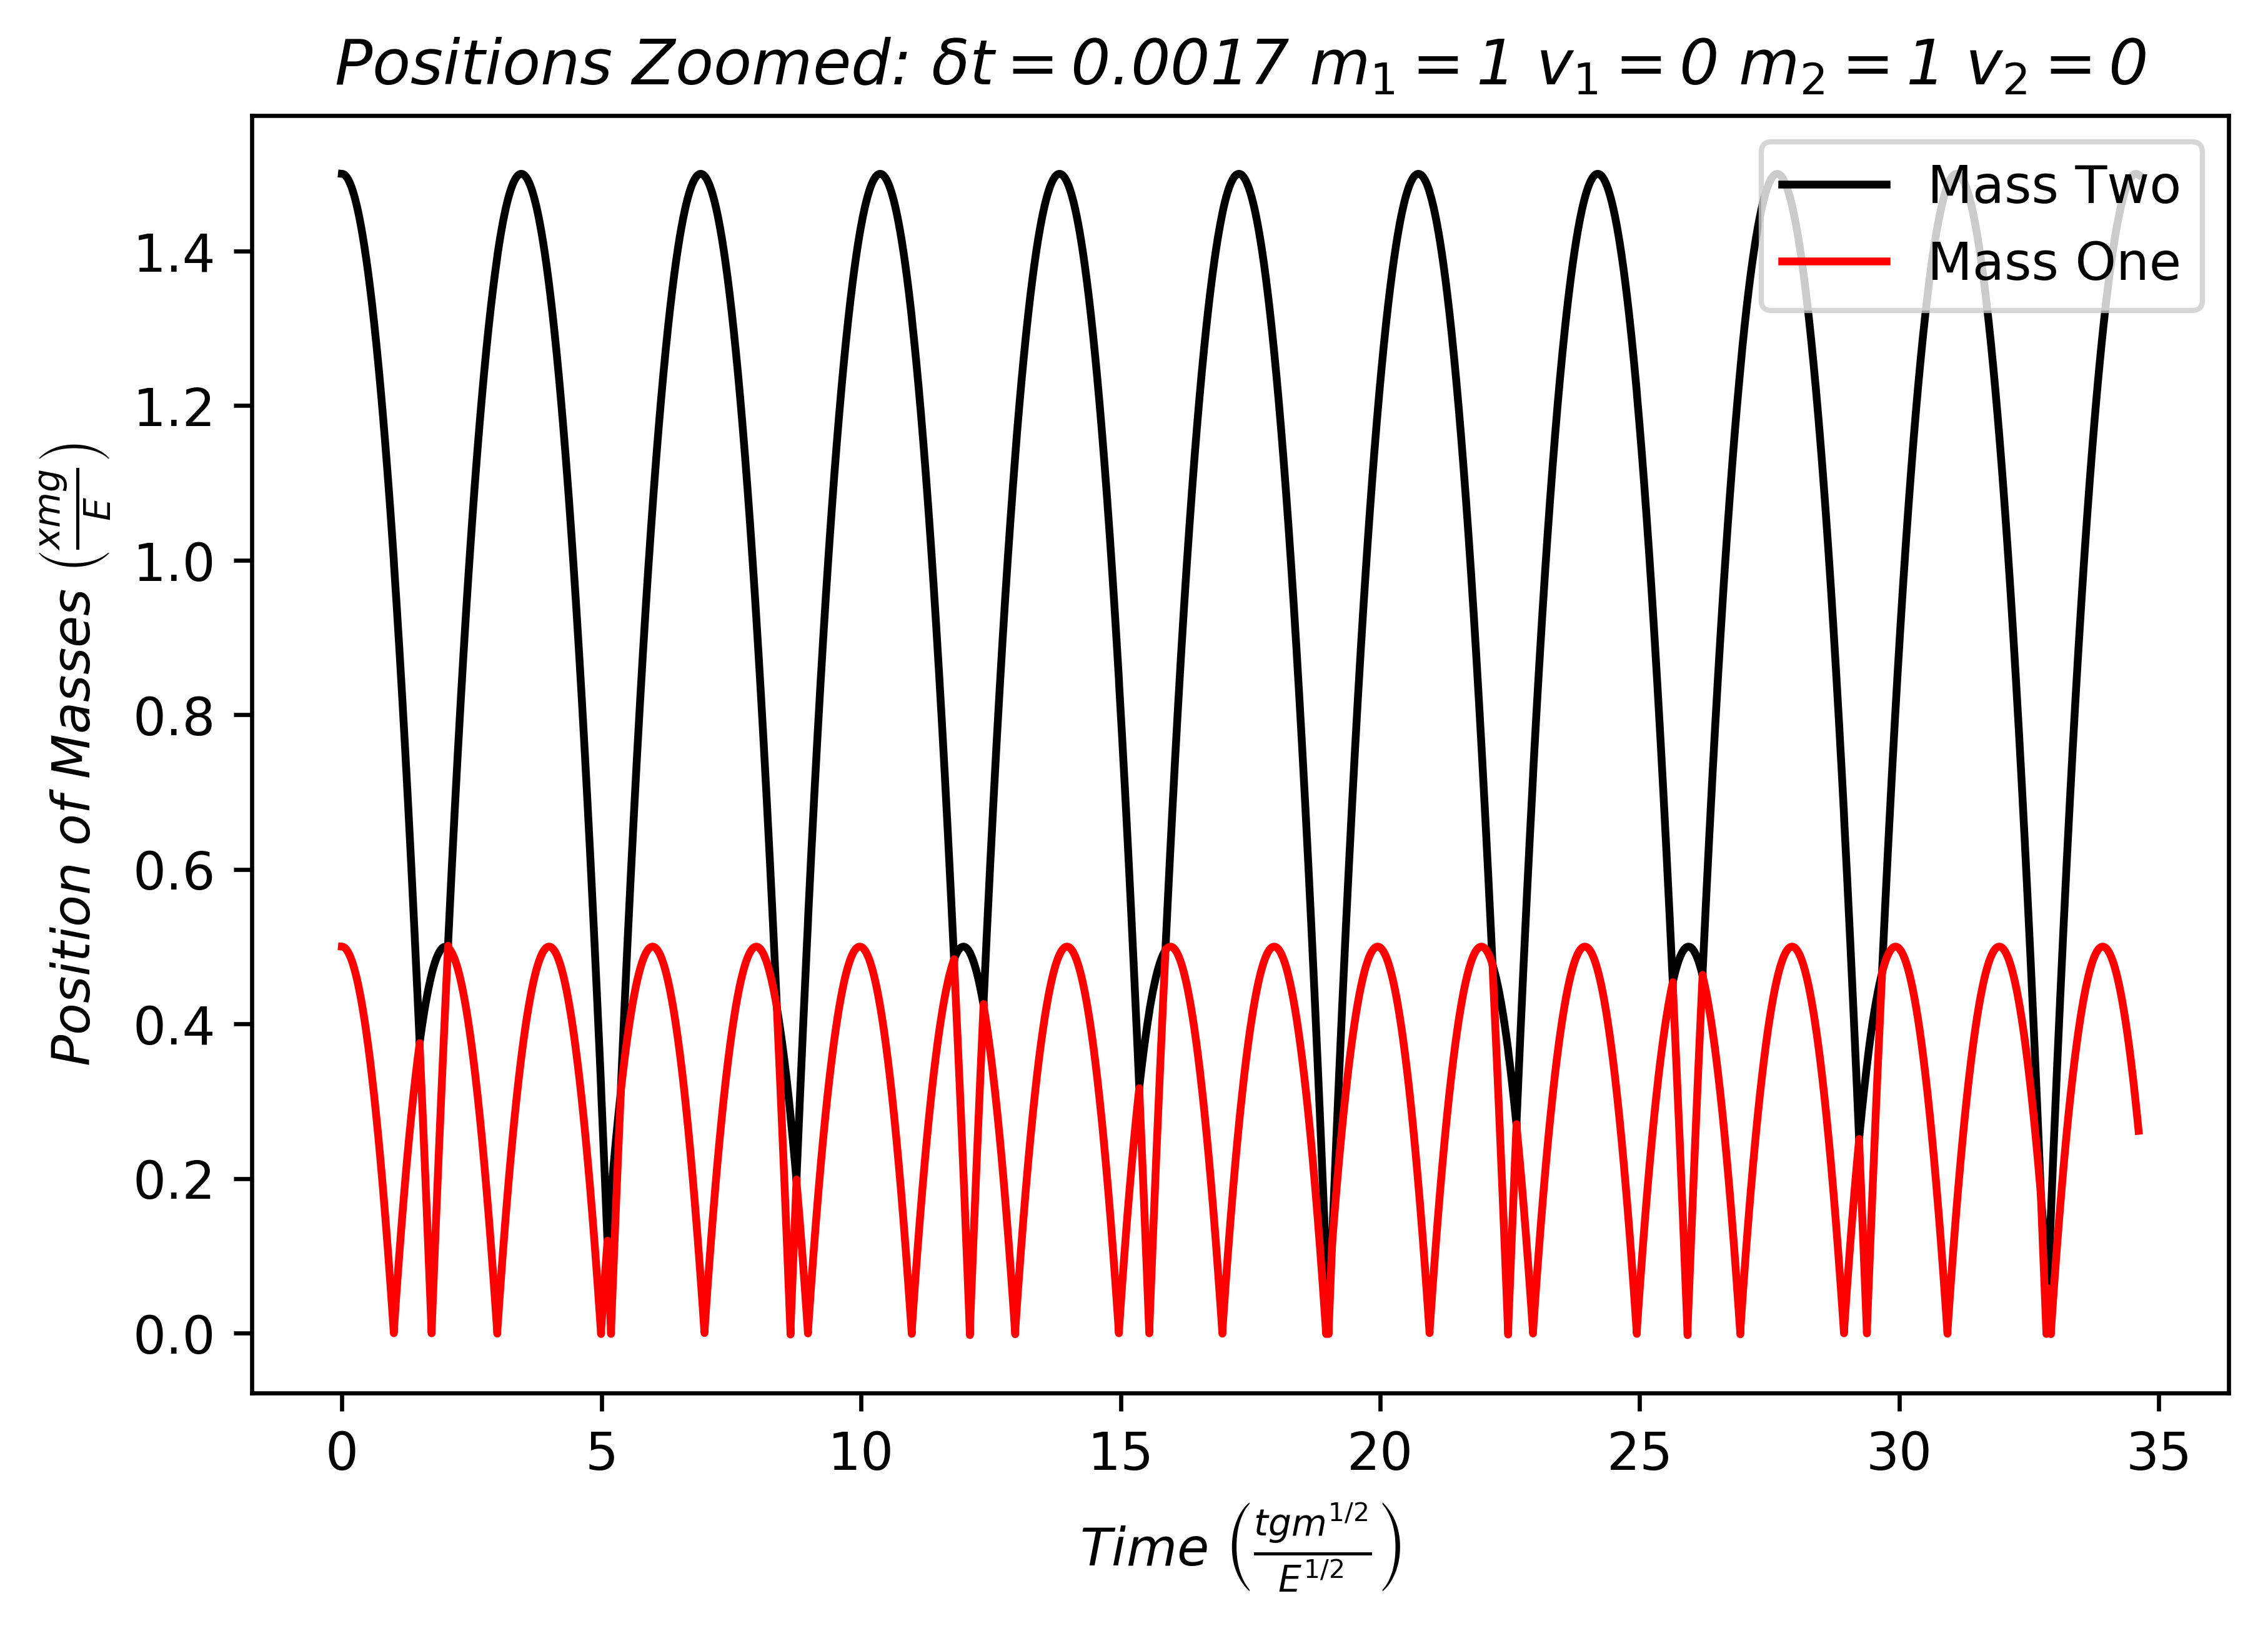 Positions Zoomed: δt = 0.0017 m₁ = 1 v₁ = 0 m₂ = 1 v₂ = 0
Mass Two
Mass One
Position of Masses (xmg/E)
1.4
1.2
1.0
0.8
0.6
0.4
0.2
0.0
0 5 10 15 20 25 30 35
Time (tgm^1/2/E^1/2)